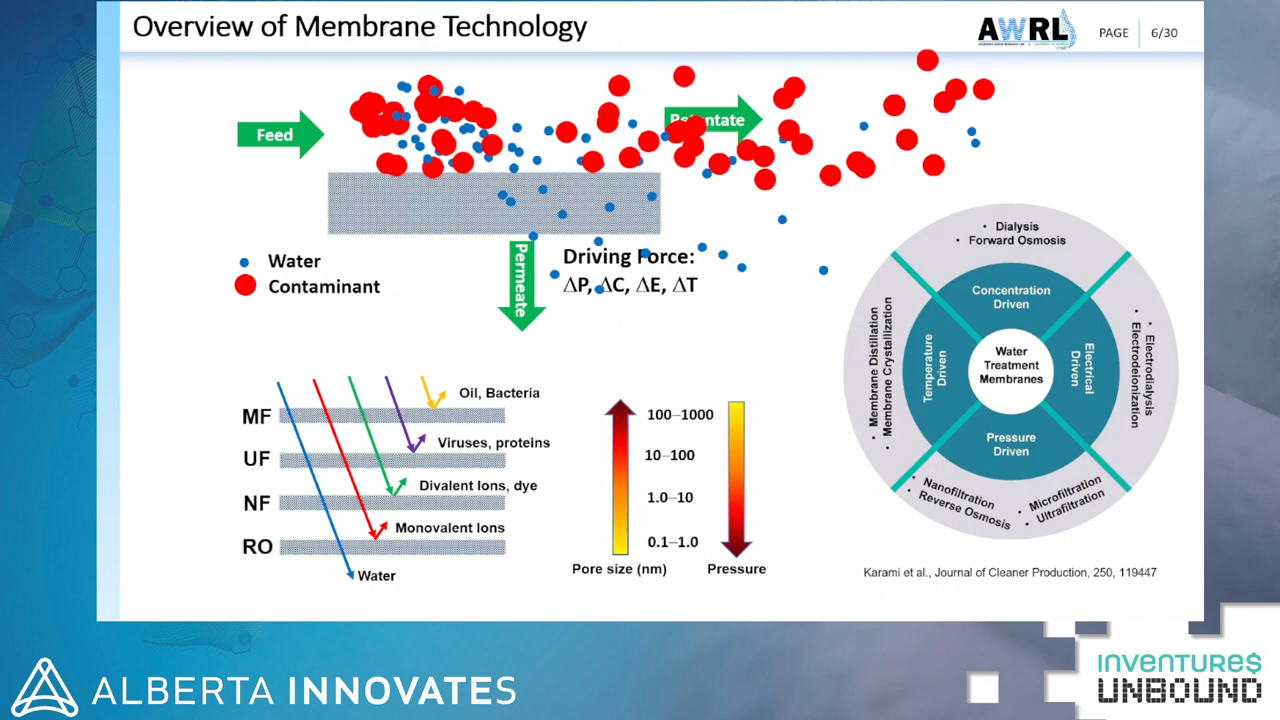 Overview of Membrane Technology
AWRL
PAGE
6/30
Feed
Retentate
Water
Contaminant
Permeate
Driving Force:
ΔP, ΔC, ΔE, ΔT
MF
UF
NF
RO
Oil, Bacteria
Viruses, proteins
Divalent Ions, dye
Monovalent Ions
Water
100–1000
10–100
1.0–10
0.1–1.0
Pore size (nm)
Pressure
• Dialysis
• Forward Osmosis
Concentration
Driven
• Membrane Distillation
• Membrane Crystallization
Temperature
Driven
Water
Treatment
Membranes
Electrical
Driven
• Electrodialysis
• Electrodeionization
Pressure
Driven
• Nanofiltration
• Reverse Osmosis
• Microfiltration
• Ultrafiltration
Karami et al., Journal of Cleaner Production, 250, 119447
ALBERTA INNOVATES
INVENTURE$
UNBOUND